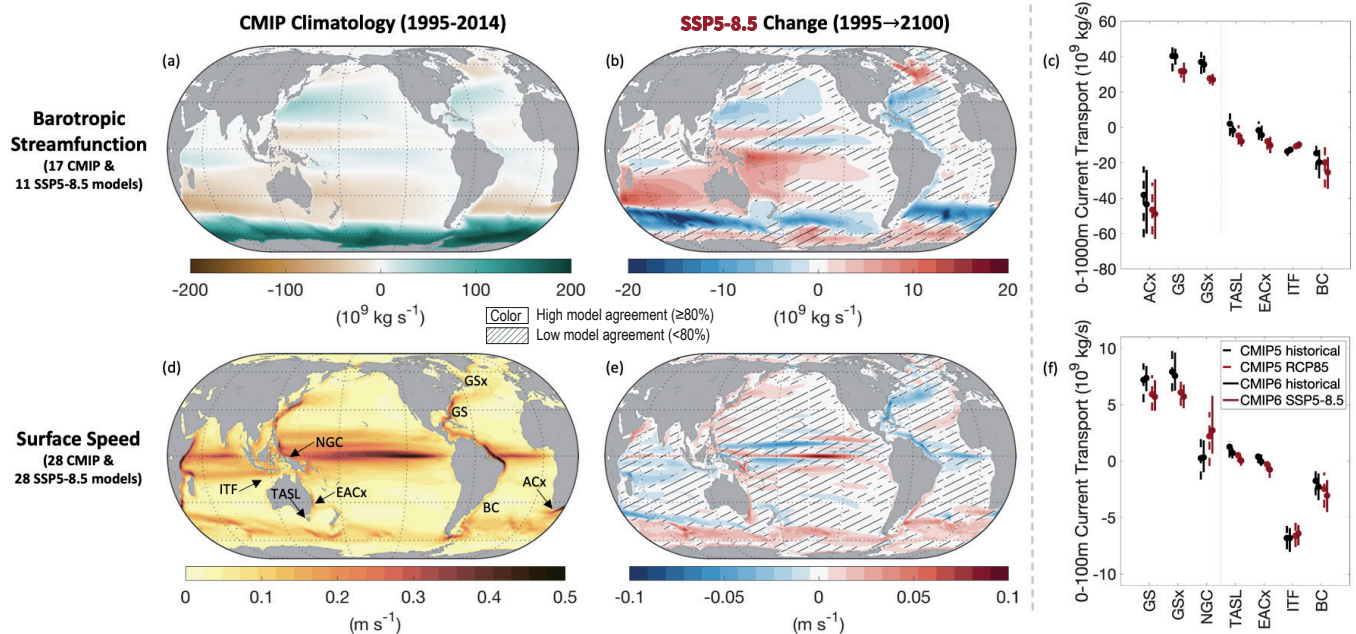 CMIP Climatology (1995-2014)
SSP5-8.5 Change (1995→2100)
Barotropic
Streamfunction
(17 CMIP &
11 SSP5-8.5 models)
(a)
-200 -100 0 100 200
(10⁹ kg s⁻¹)
(b)
-20 -10 0 10 20
(10⁹ kg s⁻¹)
Color High model agreement (≥80%)
Low model agreement (<80%)
(c)
0-1000m Current Transport (10⁹ kg/s)
60
40
20
0
-20
-40
-60
-80
ACx
GS
GSx
TASL
EACx
ITF
BC
Surface Speed
(28 CMIP &
28 SSP5-8.5 models)
(d)
GSx
GS
NGC
ITF
TASL
EACx
BC
ACx
0 0.1 0.2 0.3 0.4 0.5
(m s⁻¹)
(e)
-0.1 -0.05 0 0.05 0.1
(m s⁻¹)
(f)
0-100m Current Transport (10⁹ kg/s)
10
5
0
-5
-10
CMIP5 historical
CMIP5 RCP85
CMIP6 historical
CMIP6 SSP5-8.5
GS
GSx
NGC
TASL
EACx
ITF
BC